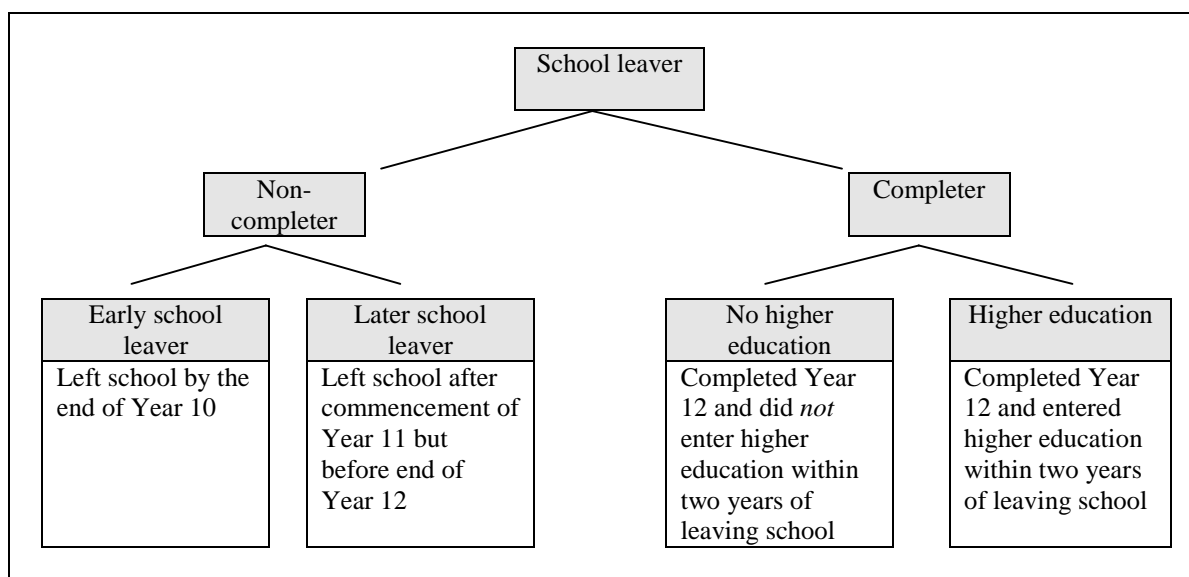 School leaver
Non-
completer
Completer
Early school
leaver
Left school by the
end of Year 10
Later school
leaver
Left school after
commencement of
Year 11 but
before end of
Year 12
No higher
education
Completed Year
12 and did not
enter higher
education within
two years of
leaving school
Higher education
Completed Year
12 and entered
higher education
within two years
of leaving school